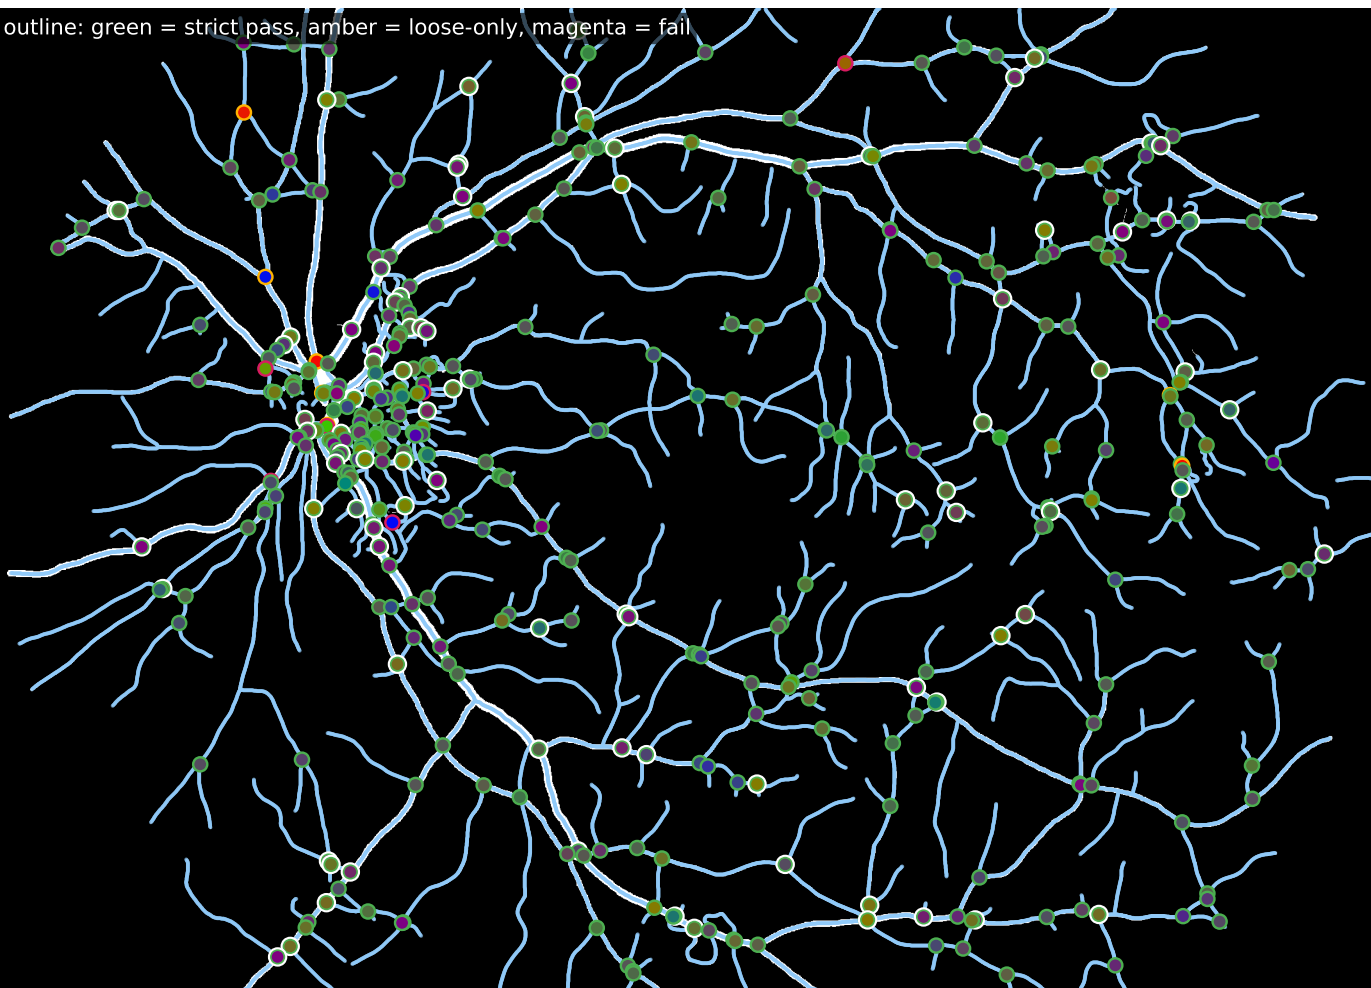 outline: green = strict pass, amber = loose-only, magenta = fail